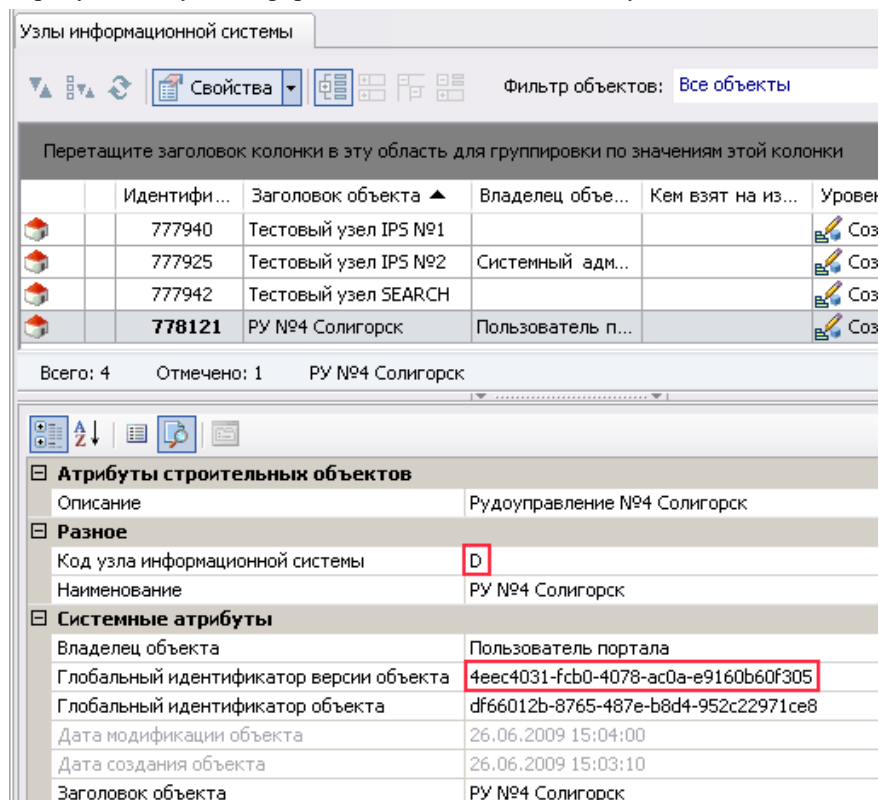 Узлы информационной системы
Свойства Фильтр объектов: Все объекты
Перетащите заголовок колонки в эту область для группировки по значениям этой колонки
Идентифи... Заголовок объекта Владелец объе... Кем взят на из... Уровен
777940 Тестовый узел IPS №1 Соз
777925 Тестовый узел IPS №2 Системный адм... Соз
777942 Тестовый узел SEARCH Соз
778121 РУ №4 Солигорск Пользователь п... Соз
Всего: 4 Отмечено: 1 РУ №4 Солигорск
Атрибуты строительных объектов
Описание Рудоуправление №4 Солигорск
Разное
Код узла информационной системы D
Наименование РУ №4 Солигорск
Системные атрибуты
Владелец объекта Пользователь портала
Глобальный идентификатор версии объекта 4eec4031-fcb0-4078-ac0a-e9160b60f305
Глобальный идентификатор объекта df66012b-8765-487e-b8d4-952c22971ce8
Дата модификации объекта 26.06.2009 15:04:00
Дата создания объекта 26.06.2009 15:03:10
Заголовок объекта РУ №4 Солигорск